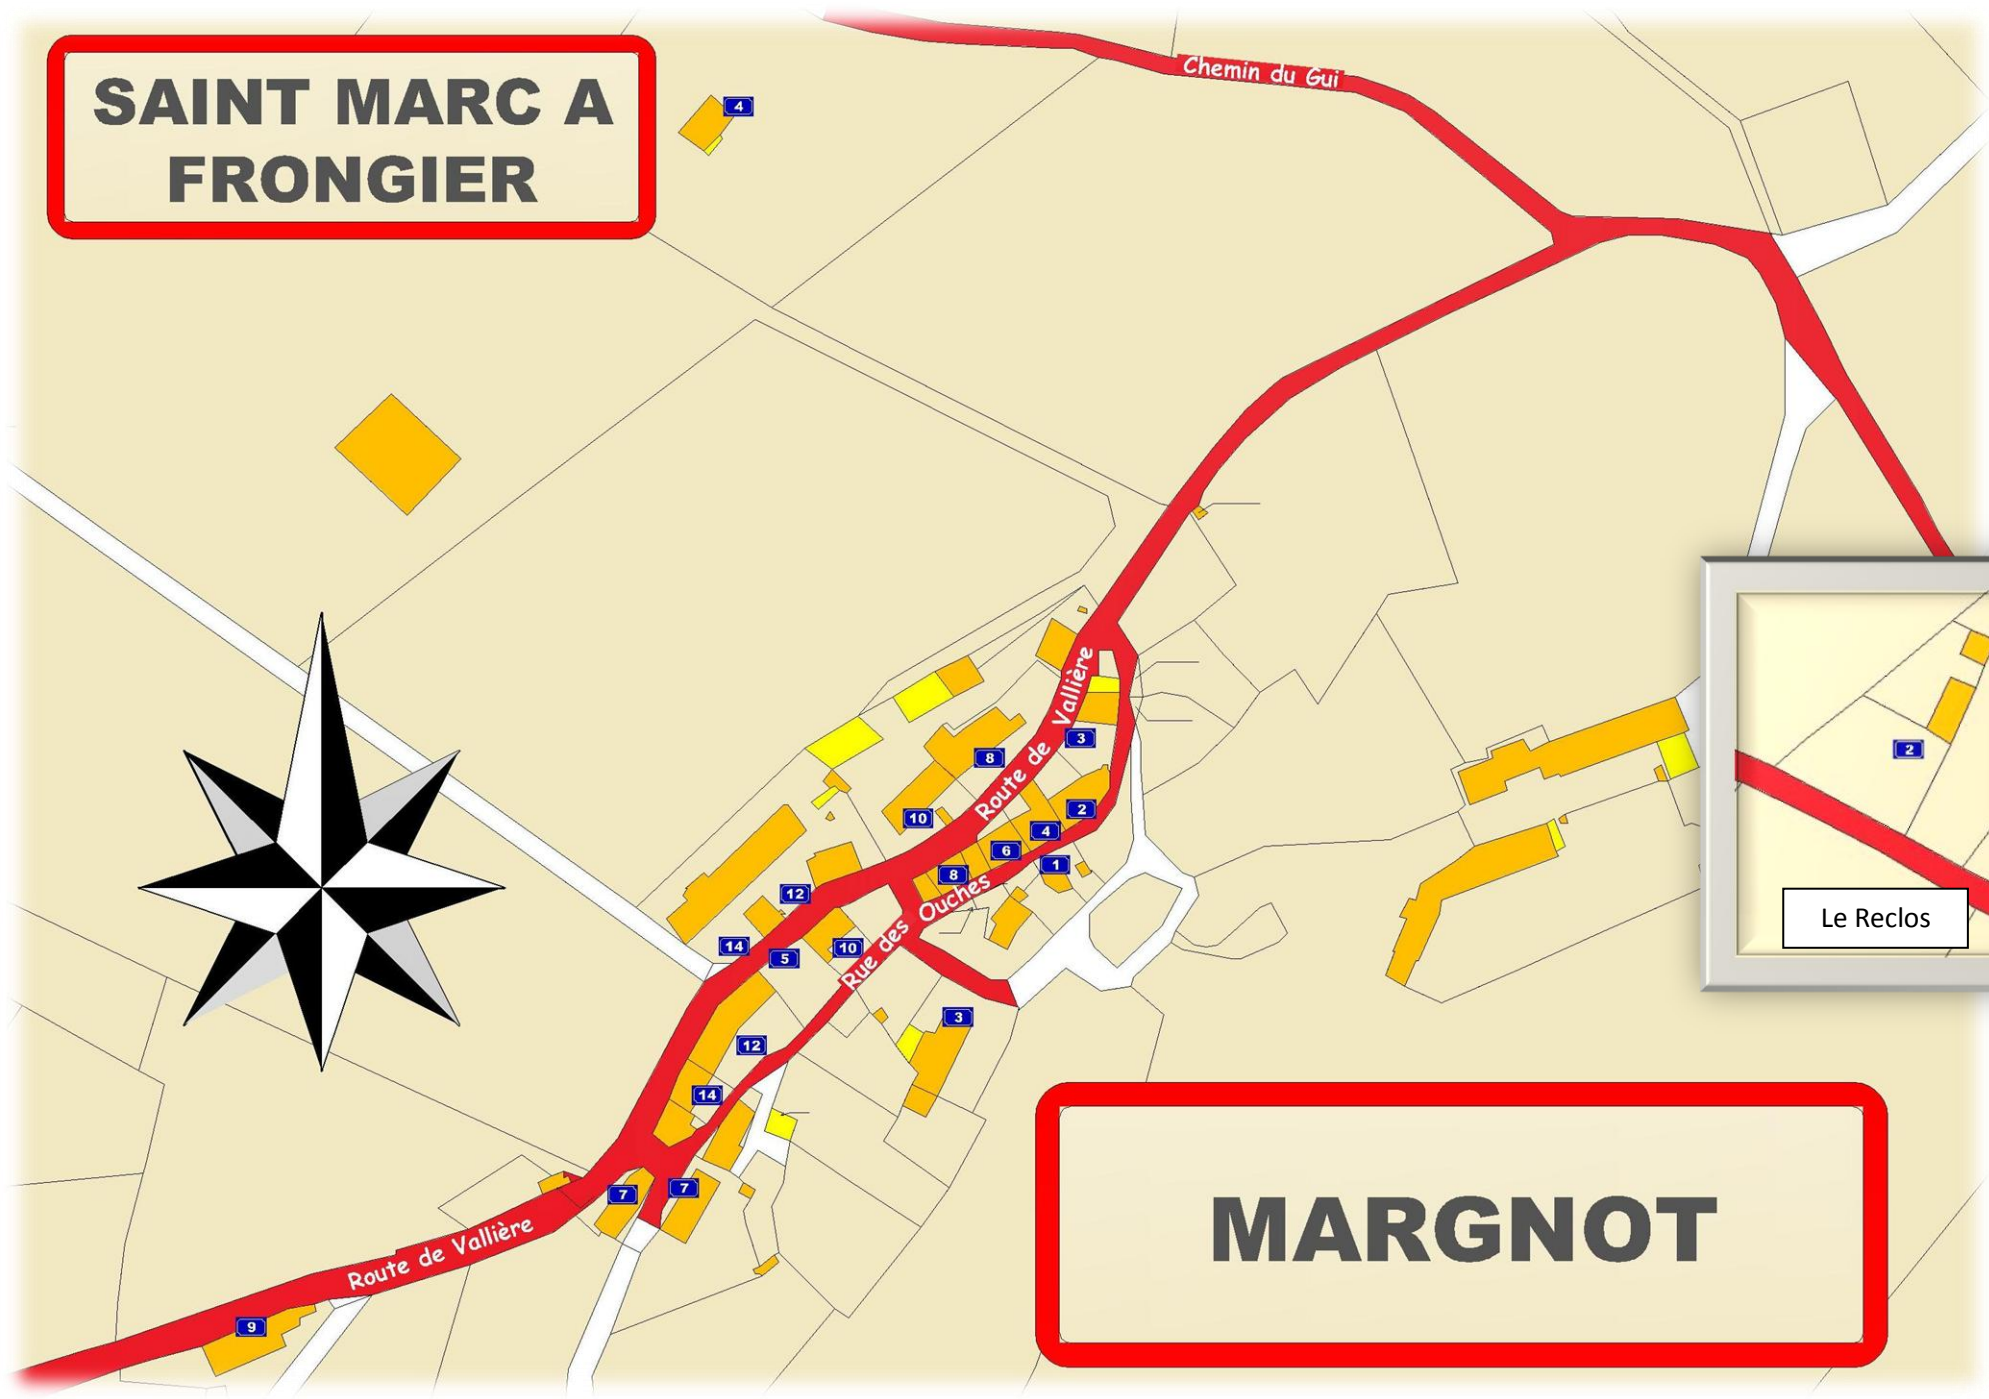 SAINT MARC A
FRONGIER
4
Chemin du Gui
Route de Vallière
3
8
2
10
4
6
1
8
Rue des Ouches
12
14
10
5
3
12
14
7
7
Route de Vallière
9
2
Le Reclos
MARGNOT